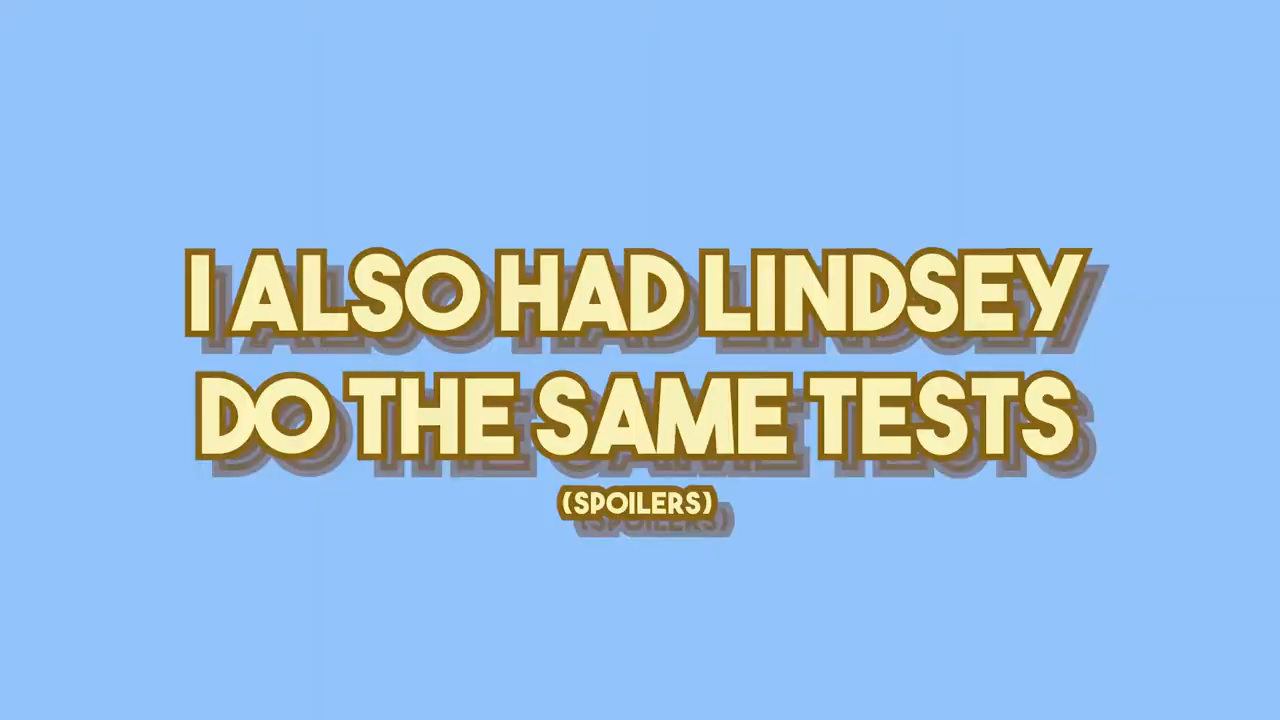 I ALSO HAD LINDSEY
DO THE SAME TESTS
(SPOILERS)